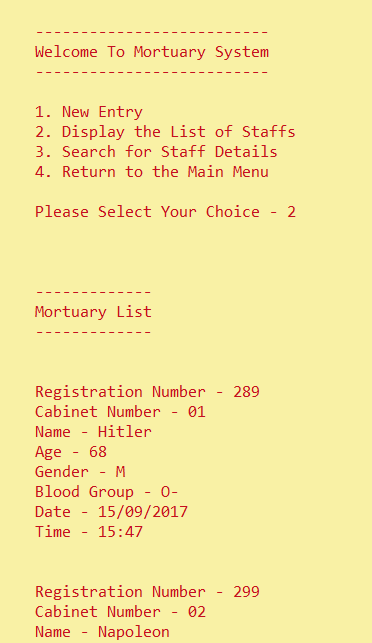 --------------------------
Welcome To Mortuary System
--------------------------
1. New Entry
2. Display the List of Staffs
3. Search for Staff Details
4. Return to the Main Menu
Please Select Your Choice - 2
-------------
Mortuary List
-------------
Registration Number - 289
Cabinet Number - 01
Name - Hitler
Age - 68
Gender - M
Blood Group - O-
Date - 15/09/2017
Time - 15:47
Registration Number - 299
Cabinet Number - 02
Name - Napoleon